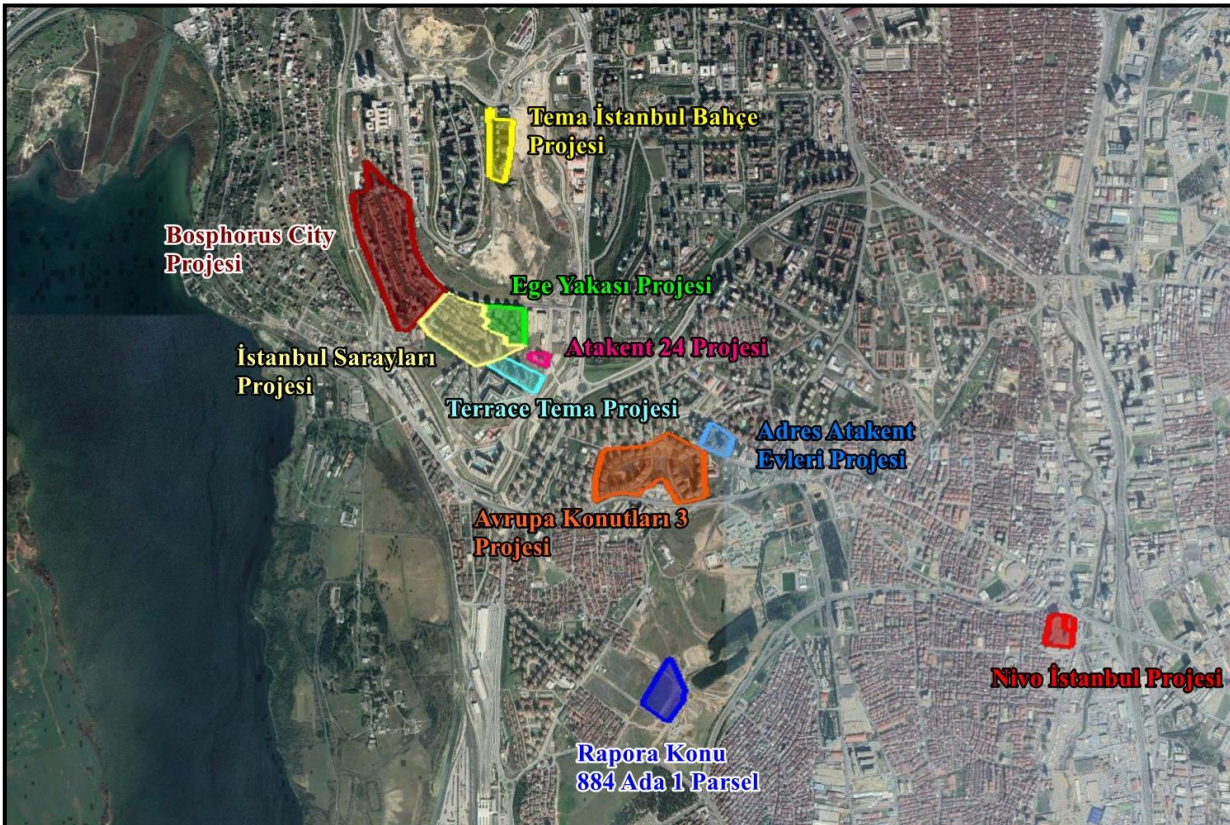 Tema İstanbul Bahçe
Projesi
Bosphorus City
Projesi
Ege Yakası Projesi
İstanbul Sarayları
Projesi
Atakent 24 Projesi
Terrace Tema Projesi
Adres Atakent
Evleri Projesi
Avrupa Konutları 3
Projesi
Nivo İstanbul Projesi
Rapora Konu
884 Ada 1 Parsel